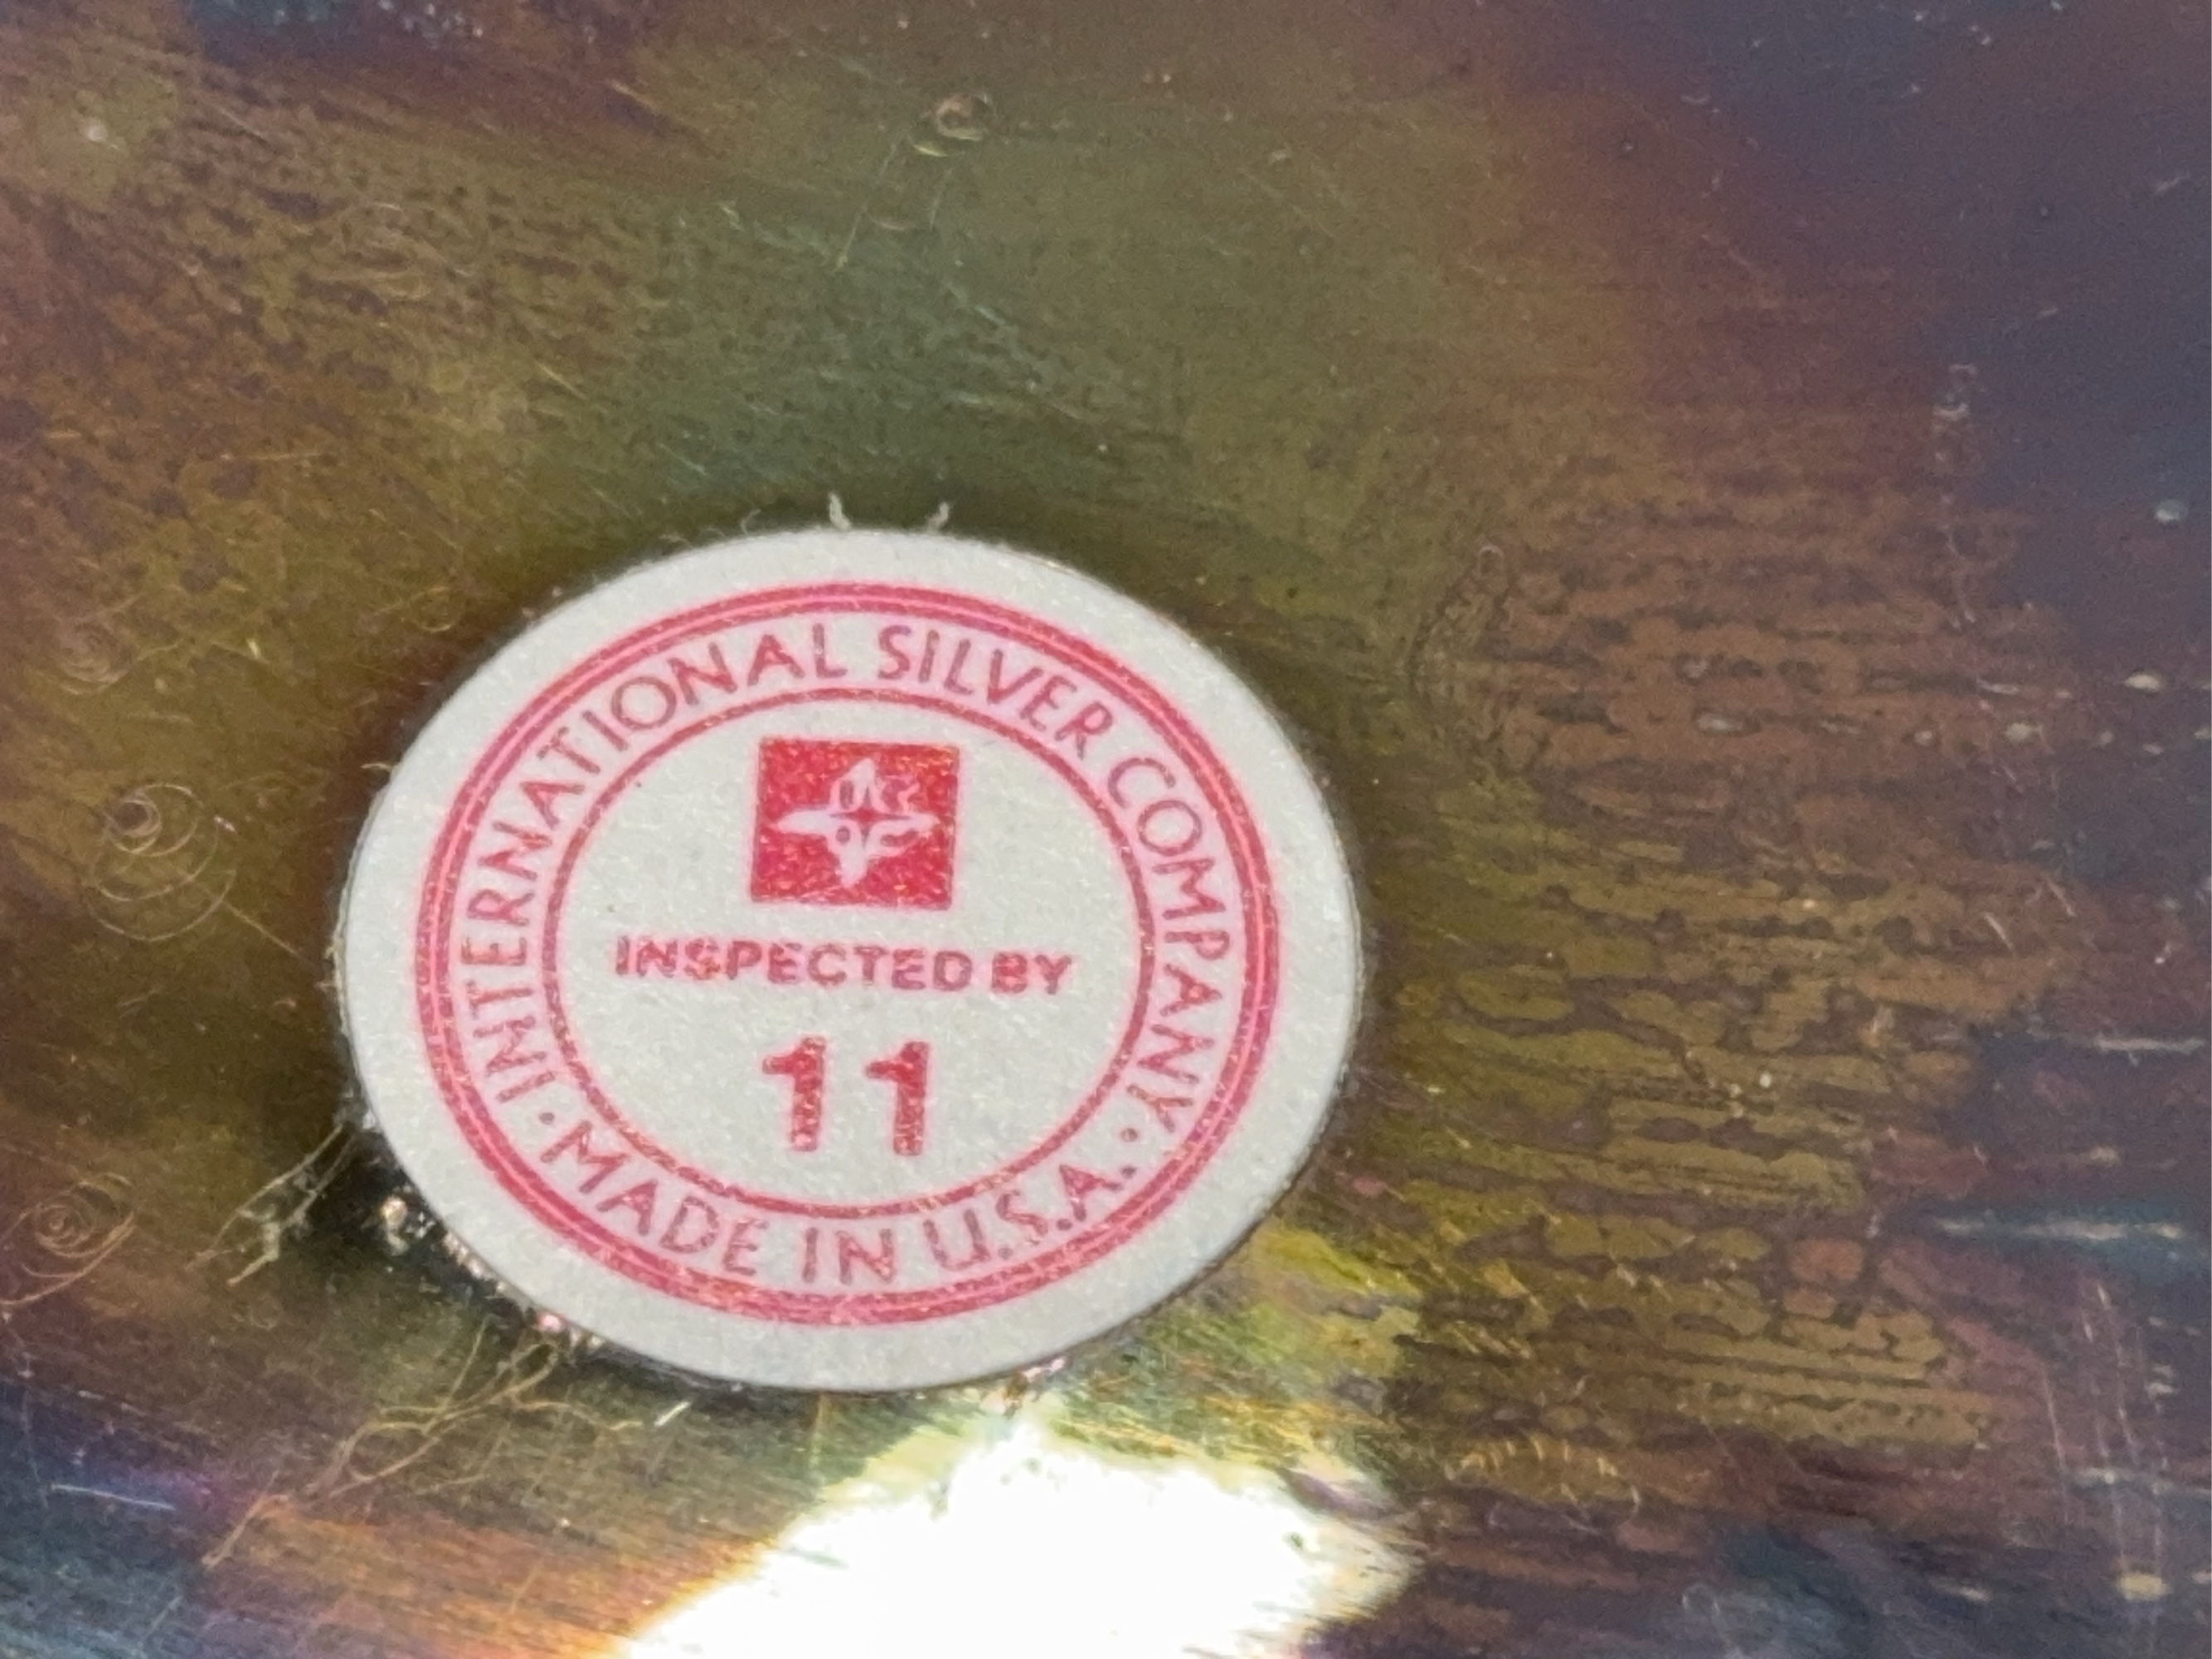 INTERNATIONAL SILVER COMPANY
INSPECTED BY
11
· MADE IN U.S.A. ·